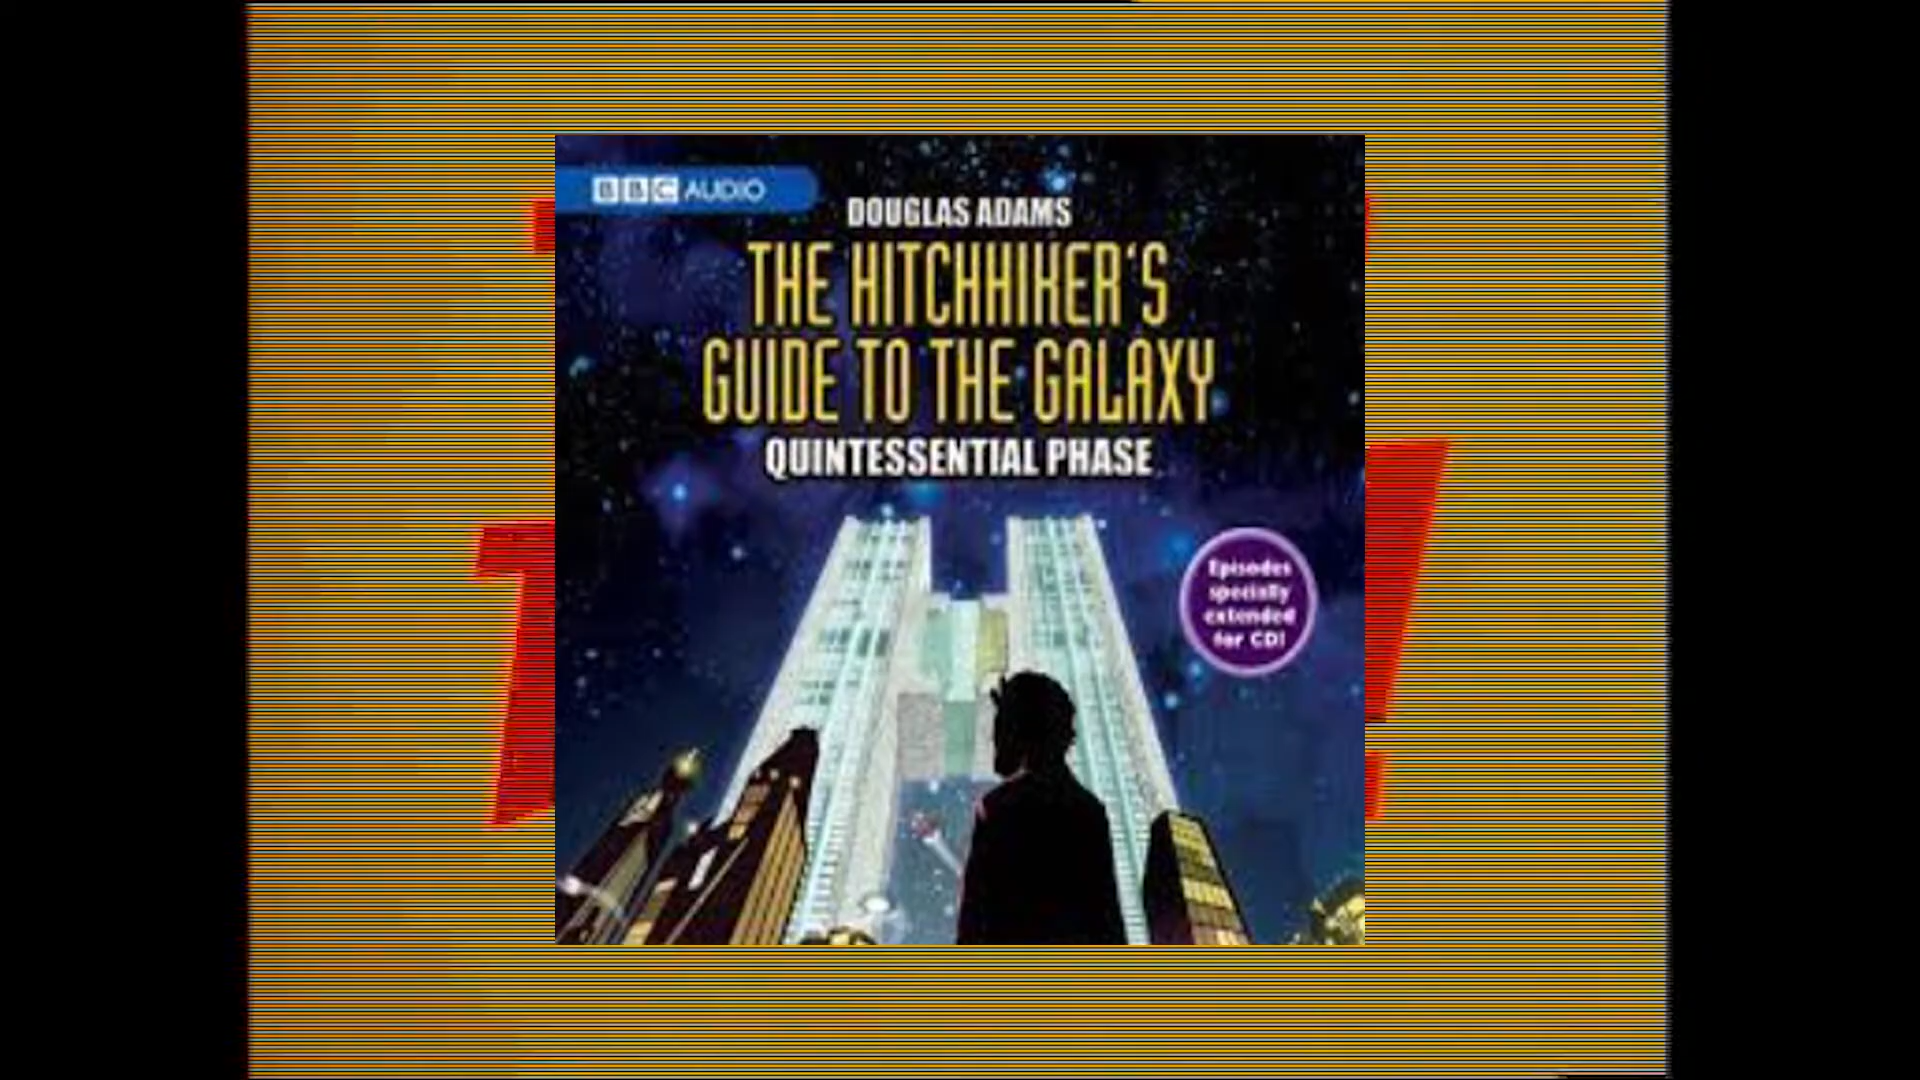 BBC AUDIO
DOUGLAS ADAMS
THE HITCHHIKER'S
GUIDE TO THE GALAXY
QUINTESSENTIAL PHASE
Episodes
specially
extended
for CD!